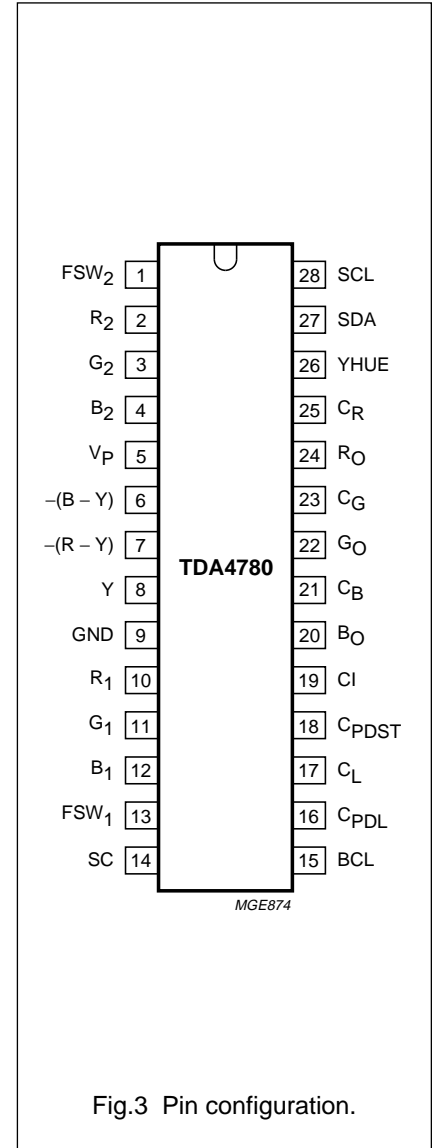 FSW2 1 28 SCL
R2 2 27 SDA
G2 3 26 YHUE
B2 4 25 CR
VP 5 24 RO
−(B − Y) 6 23 CG
−(R − Y) 7 22 GO
TDA4780
Y 8 21 CB
GND 9 20 BO
R1 10 19 CI
G1 11 18 CPDST
B1 12 17 CL
FSW1 13 16 CPDL
SC 14 15 BCL
MGE874
Fig.3 Pin configuration.